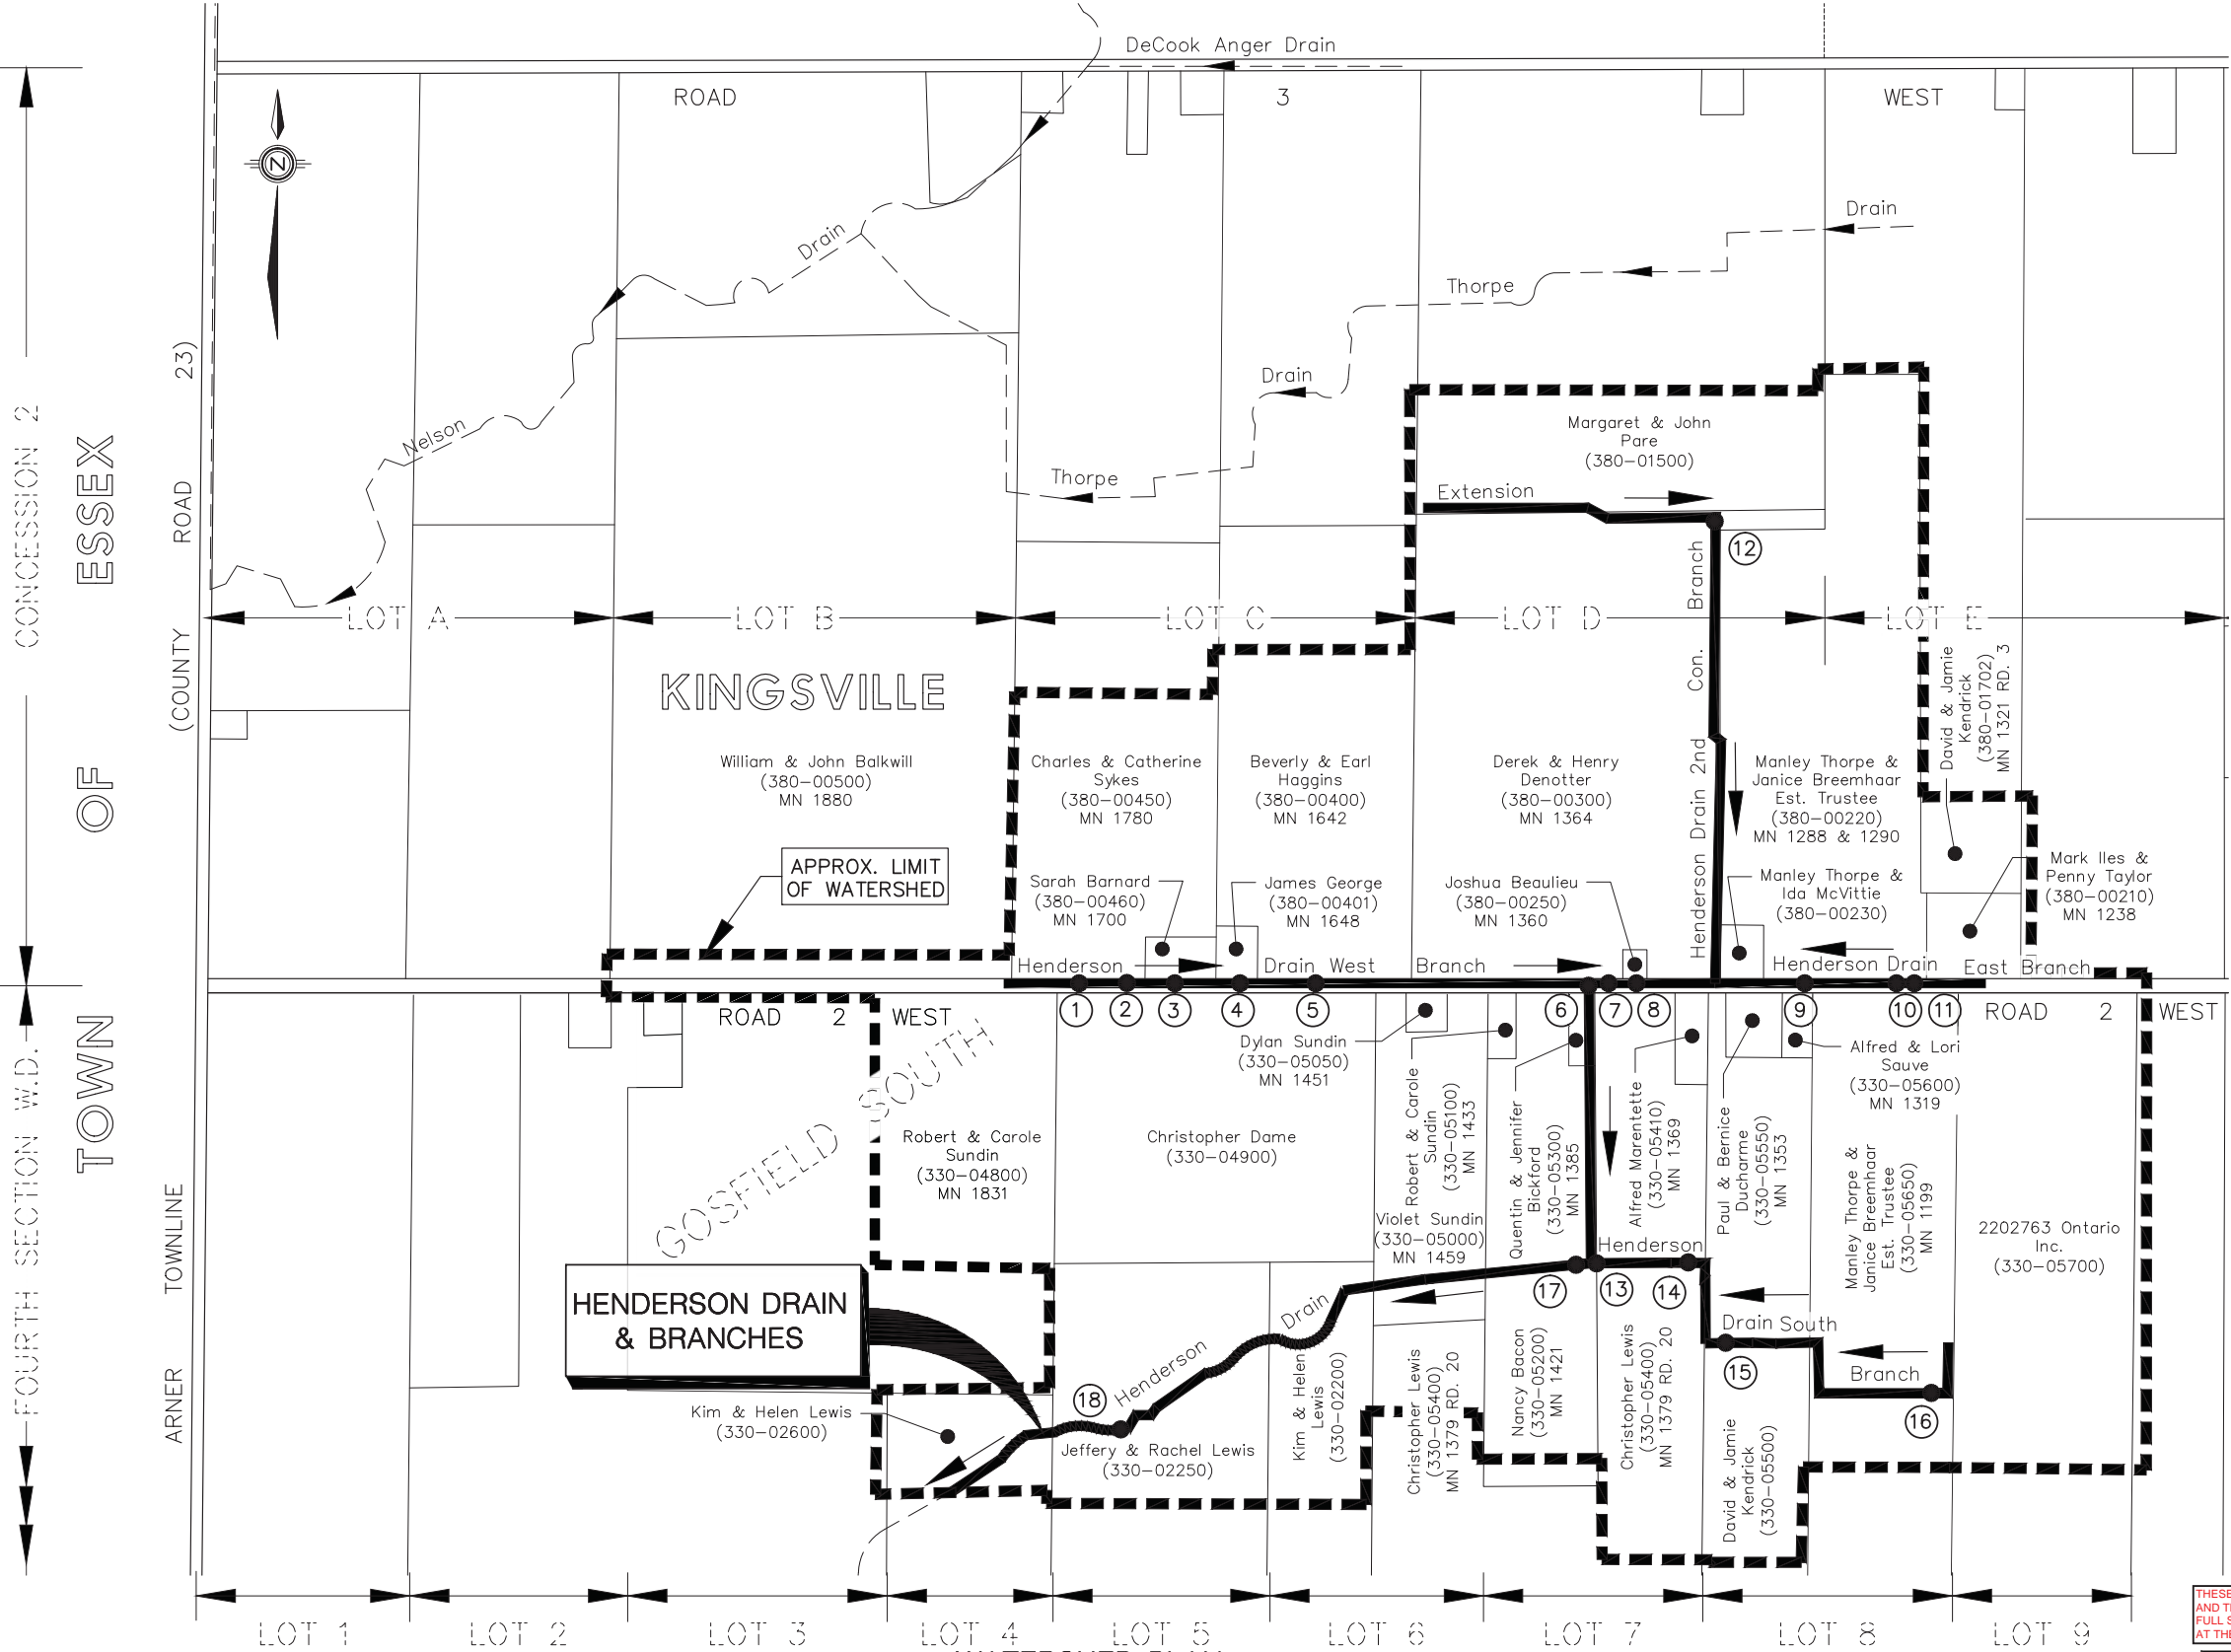 DeCook Anger Drain
ROAD 3 WEST
Drain
Drain
Thorpe
Drain
Nelson
Thorpe
Margaret & John
Pare
(380-01500)
Extension
12
Branch
Con.
Henderson Drain 2nd
N
CONCESSION 2
FOURTH SECTION W.D.
TOWN OF ESSEX
ARNER TOWNLINE (COUNTY ROAD 23)
LOT A
LOT B
LOT C
LOT D
LOT E
KINGSVILLE
William & John Balkwill
(380-00500)
MN 1880
Charles & Catherine
Sykes
(380-00450)
MN 1780
Beverly & Earl
Haggins
(380-00400)
MN 1642
Derek & Henry
Denotter
(380-00300)
MN 1364
Manley Thorpe &
Janice Breemhaar
Est. Trustee
(380-00220)
MN 1288 & 1290
David & Jamie
Kendrick
(380-01702)
MN 1321 RD. 3
APPROX. LIMIT
OF WATERSHED
Sarah Barnard
(380-00460)
MN 1700
James George
(380-00401)
MN 1648
Joshua Beaulieu
(380-00250)
MN 1360
Manley Thorpe &
Ida McVittie
(380-00230)
Mark Iles &
Penny Taylor
(380-00210)
MN 1238
Henderson Drain West Branch
Henderson Drain East Branch
1 2 3 4 5 6 7 8 9 10 11
ROAD 2 WEST
ROAD 2 WEST
GOSFIELD SOUTH
Dylan Sundin
(330-05050)
MN 1451
Alfred & Lori
Sauve
(330-05600)
MN 1319
Robert & Carole
Sundin
(330-04800)
MN 1831
Christopher Dame
(330-04900)
Robert & Carole
Sundin
(330-05100)
MN 1433
Quentin & Jennifer
Bickford
(330-05300)
MN 1385
Alfred Marentette
(330-05410)
MN 1369
Paul & Bernice
Ducharme
(330-05550)
MN 1353
Manley Thorpe &
Janice Breemhaar
Est. Trustee
(330-05650)
MN 1199
Violet Sundin
(330-05000)
MN 1459
2202763 Ontario
Inc.
(330-05700)
Henderson
17
13
14
Drain South
Branch
15
16
HENDERSON DRAIN
& BRANCHES
Henderson Drain
18
Kim & Helen Lewis
(330-02600)
Jeffery & Rachel Lewis
(330-02250)
Kim & Helen
Lewis
(330-02200)
Christopher Lewis
(330-05400)
MN 1379 RD. 20
Nancy Bacon
(330-05200)
MN 1421
Christopher Lewis
(330-05400)
MN 1379 RD. 20
David & Jamie
Kendrick
(330-05500)
LOT 1
LOT 2
LOT 3
LOT 4
LOT 5
LOT 6
LOT 7
LOT 8
LOT 9
THESE
AND
FULL
AT THE